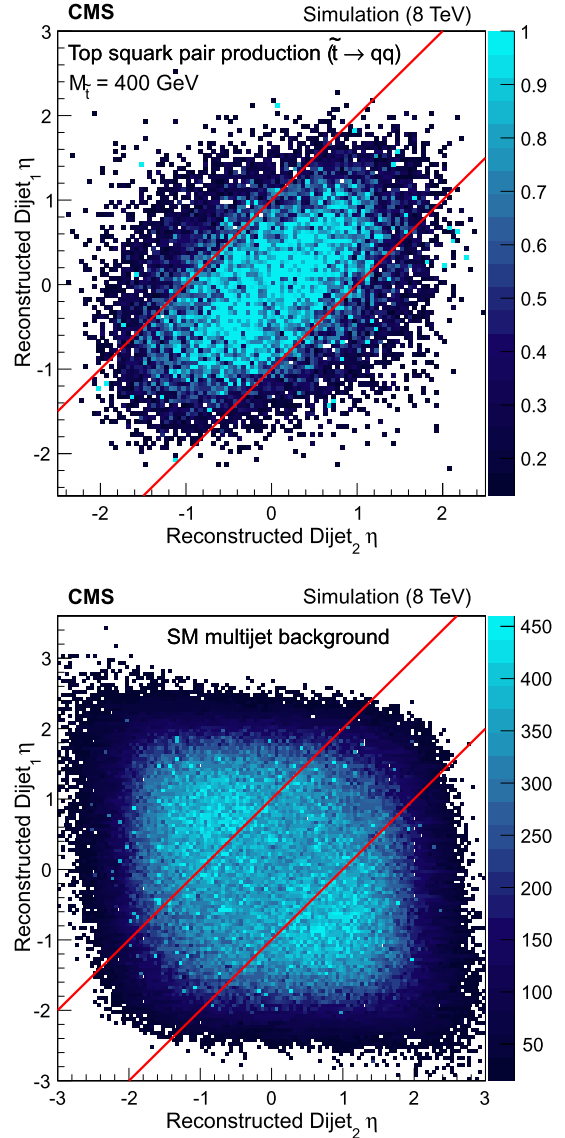 CMS Simulation (8 TeV)
Top squark pair production (t̃ → qq)
M_t̃ = 400 GeV
3
2
1
0
-1
-2
Reconstructed Dijet₁ η
-2 -1 0 1 2
Reconstructed Dijet₂ η
1
0.9
0.8
0.7
0.6
0.5
0.4
0.3
0.2
CMS Simulation (8 TeV)
SM multijet background
3
2
1
0
-1
-2
-3
Reconstructed Dijet₁ η
-3 -2 -1 0 1 2 3
Reconstructed Dijet₂ η
450
400
350
300
250
200
150
100
50